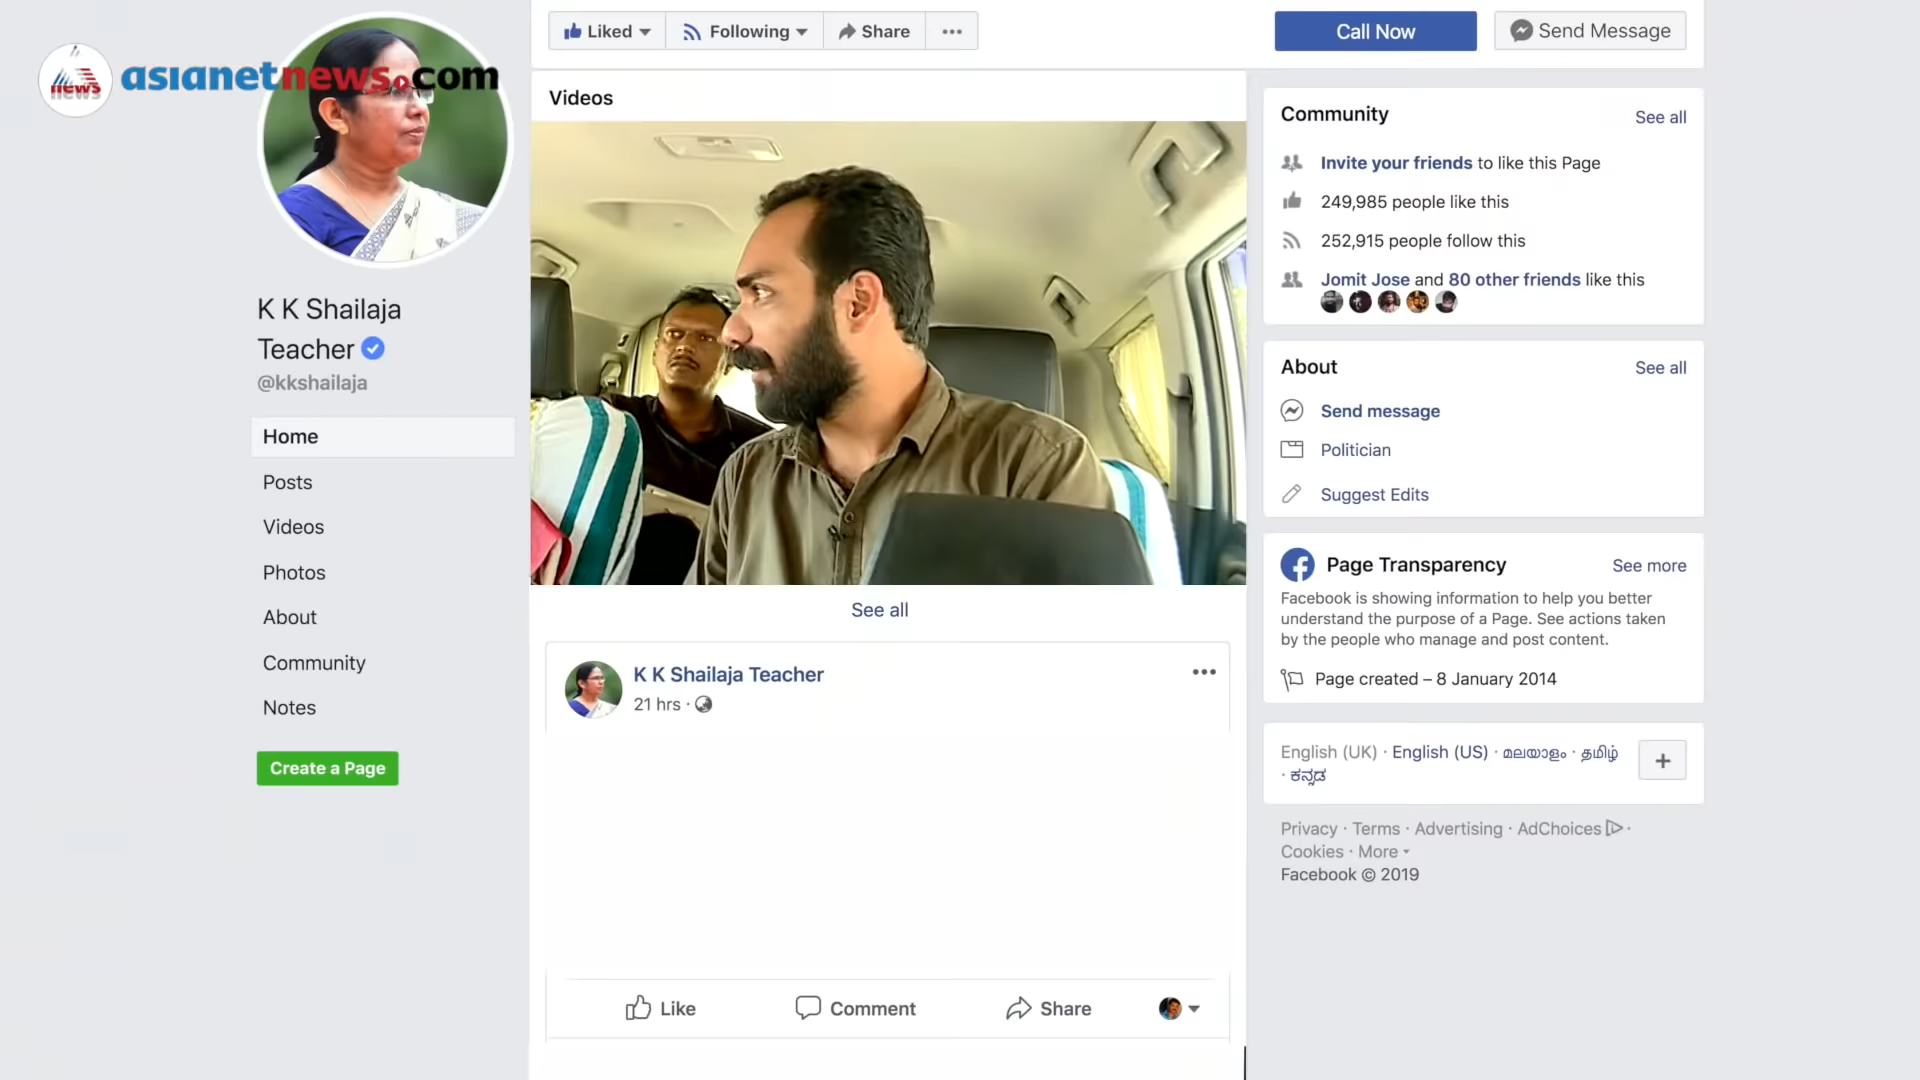 Liked
Following
Share
Call Now
Send Message
news
asianetnews.com
K K Shailaja
Teacher
@kkshailaja
Home
Posts
Videos
Photos
About
Community
Notes
Create a Page
Videos
See all
K K Shailaja Teacher
21 hrs ·
Like
Comment
Share
Community
See all
Invite your friends to like this Page
249,985 people like this
252,915 people follow this
Jomit Jose and 80 other friends like this
About
See all
Send message
Politician
Suggest Edits
Page Transparency
See more
Facebook is showing information to help you better
understand the purpose of a Page. See actions taken
by the people who manage and post content.
Page created – 8 January 2014
English (UK) · English (US) · മലയാളം · தமிழ்
· ಕನ್ನಡ
+
Privacy · Terms · Advertising · AdChoices ·
Cookies · More
Facebook © 2019